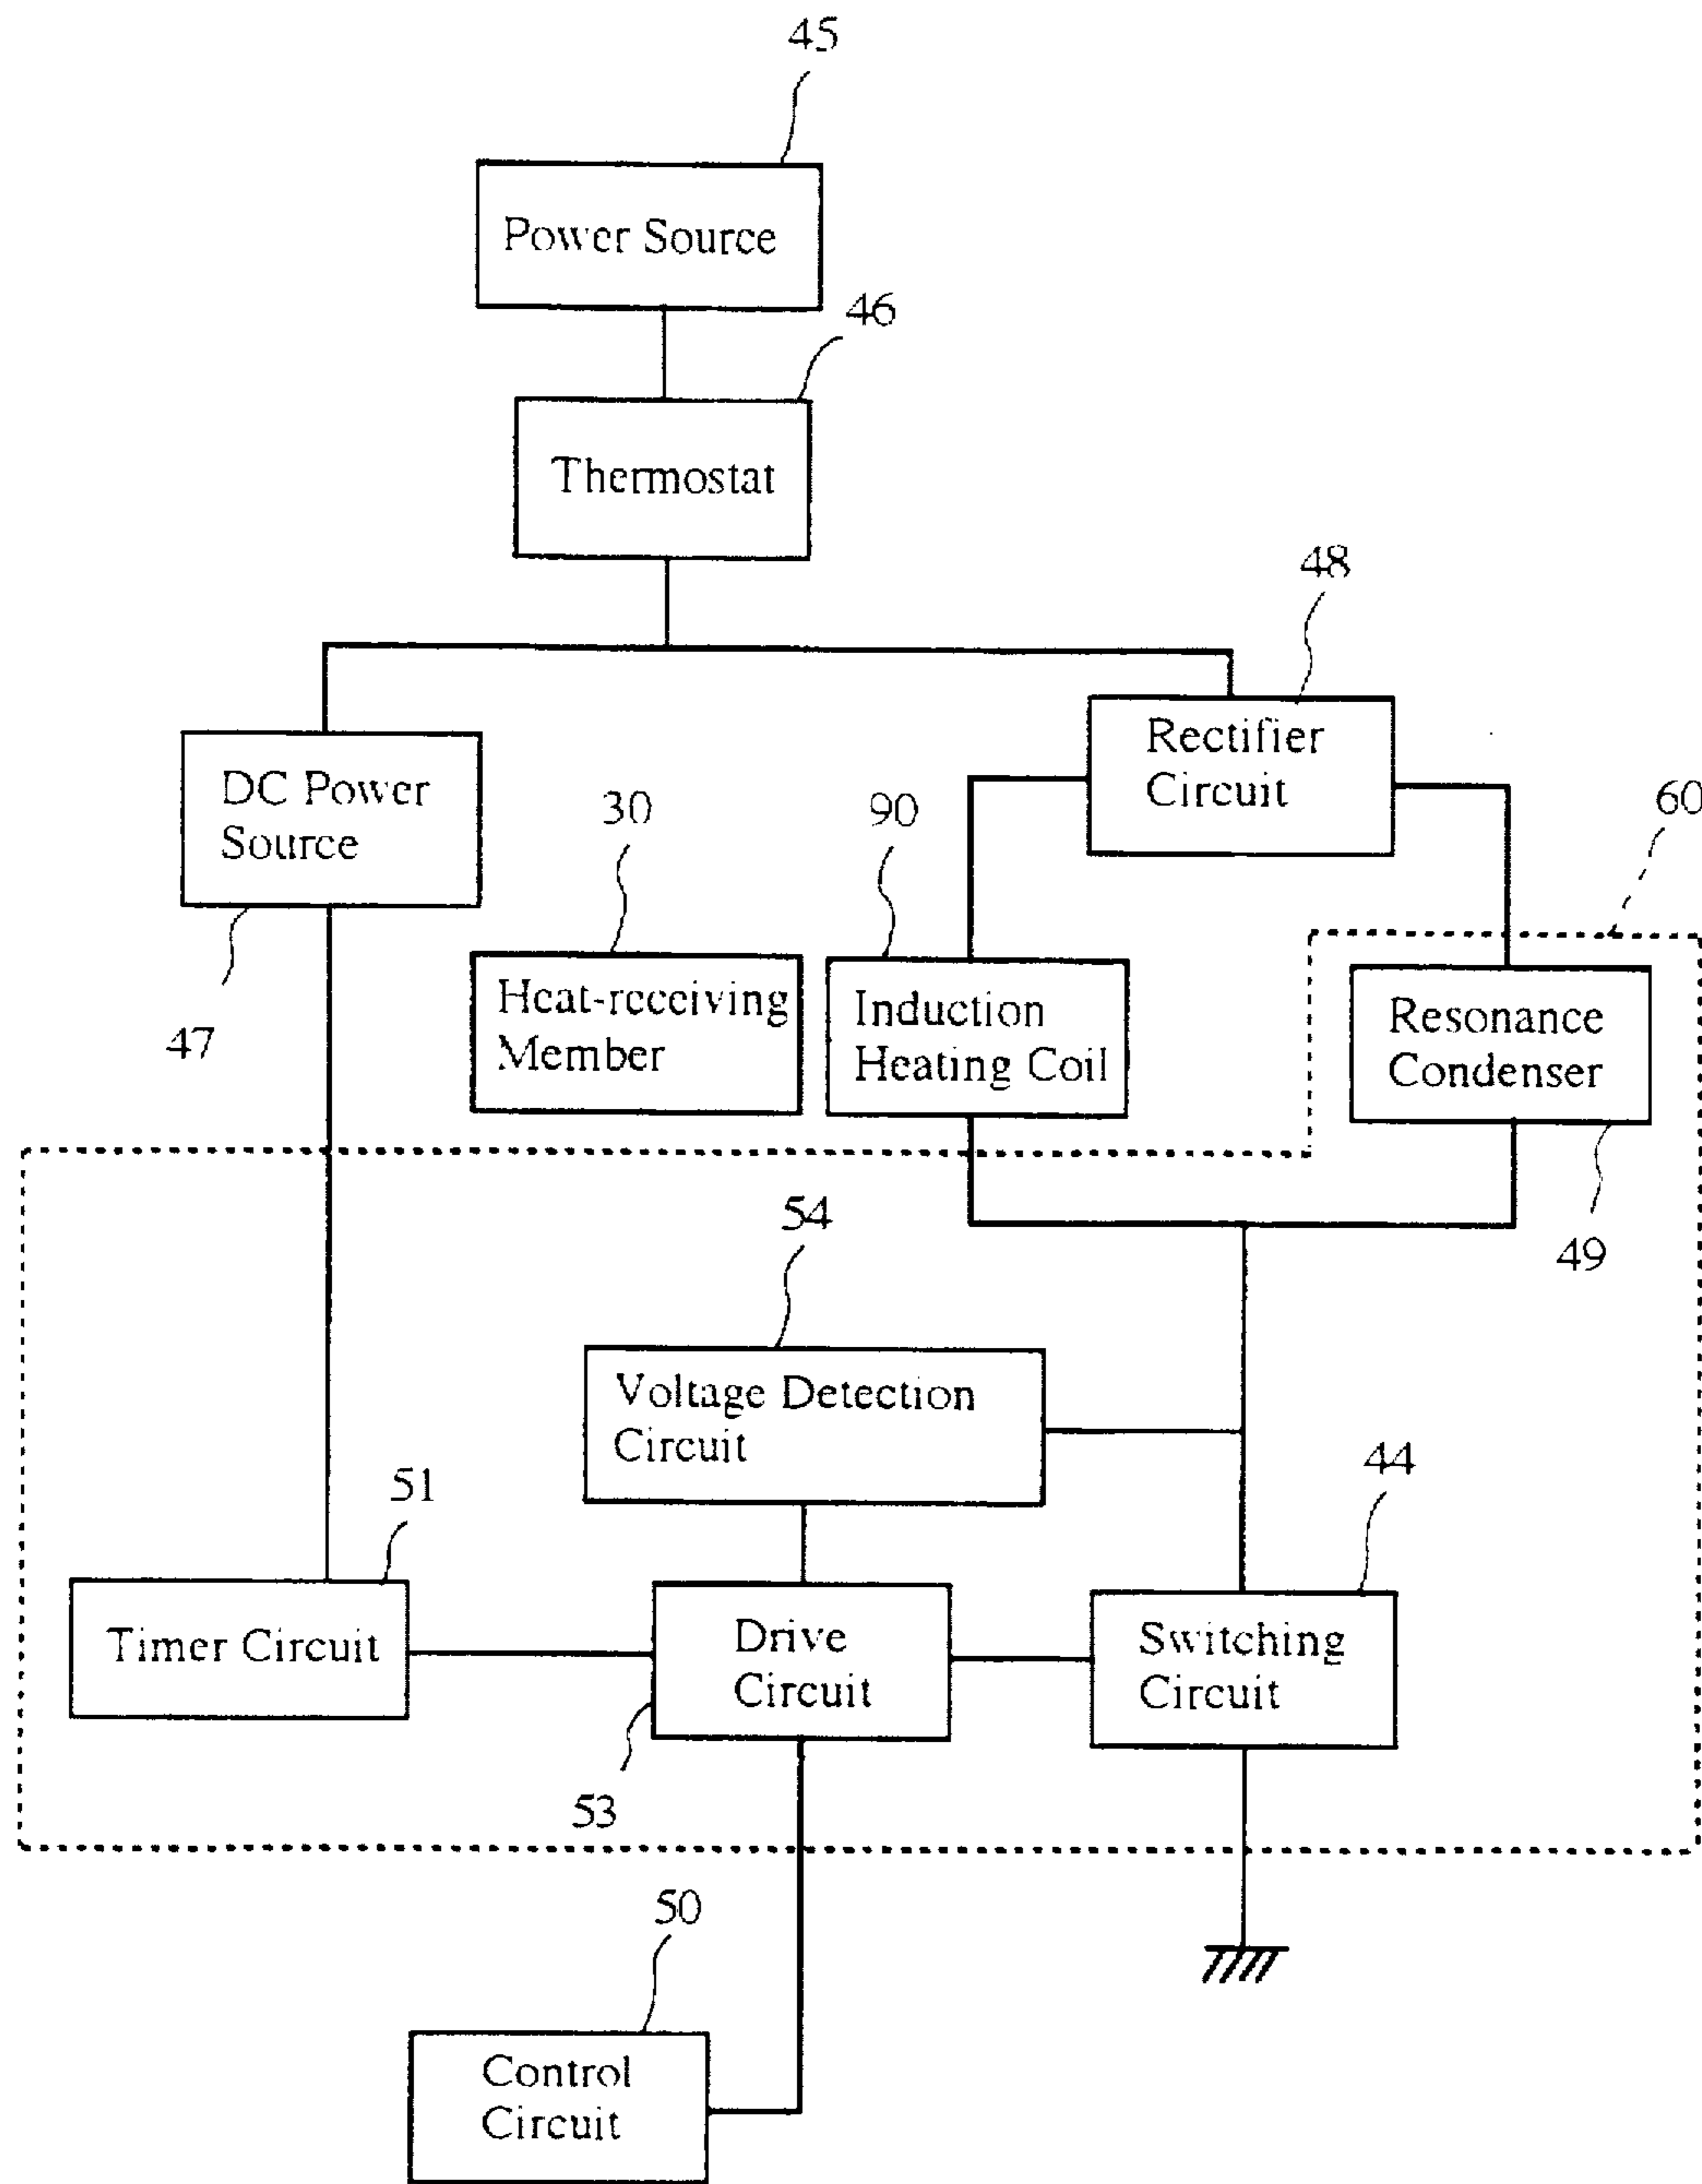 45
Power Source
46
Thermostat
48
Rectifier
Circuit
DC Power
Source
30
90
60
47
Heat-receiving
Member
Induction
Heating Coil
Resonance
Condenser
49
54
Voltage Detection
Circuit
51
44
Timer Circuit
Drive
Circuit
Switching
Circuit
53
50
Control
Circuit